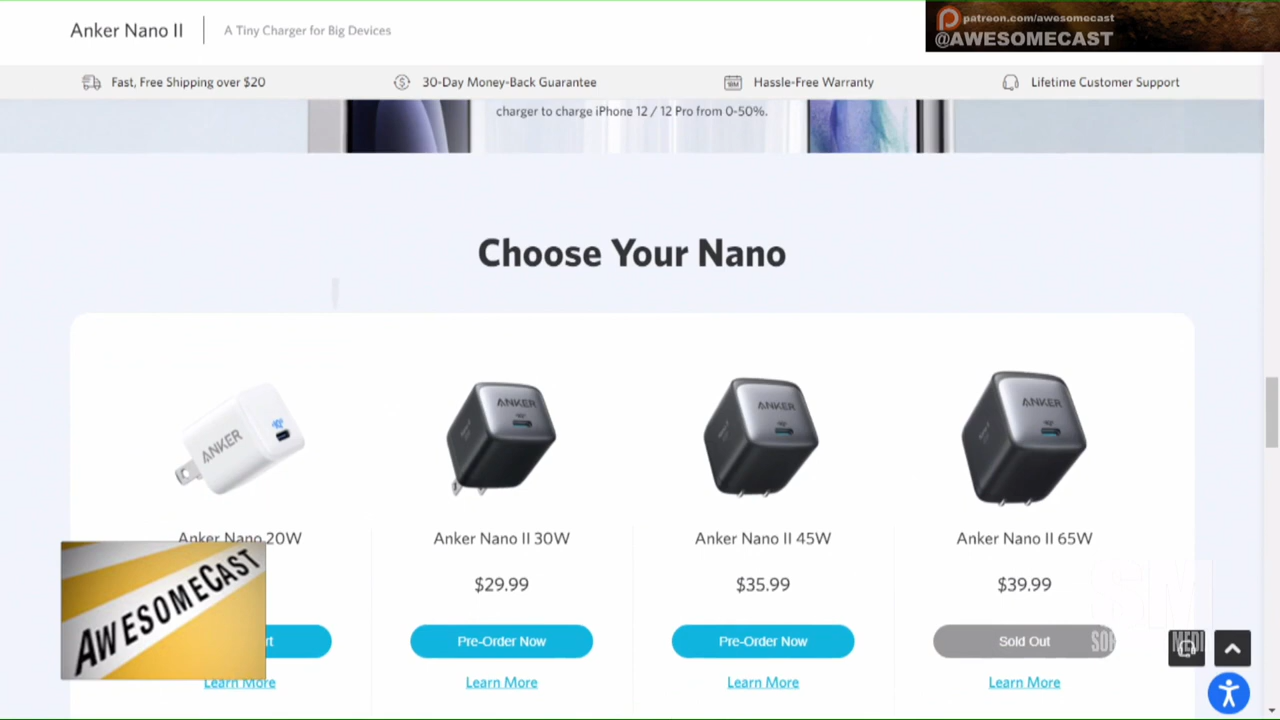 Anker Nano II
A Tiny Charger for Big Devices
patreon.com/awesomecast
@AWESOMECAST
Fast, Free Shipping over $20
30-Day Money-Back Guarantee
Hassle-Free Warranty
Lifetime Customer Support
charger to charge iPhone 12 / 12 Pro from 0-50%.
Choose Your Nano
ANKER
ANKER
ANKER
ANKER
Anker Nano 20W
Anker Nano II 30W
Anker Nano II 45W
Anker Nano II 65W
$29.99
$35.99
$39.99
AWESOMECAST
Pre-Order Now
Pre-Order Now
Sold Out
Learn More
Learn More
Learn More
Learn More